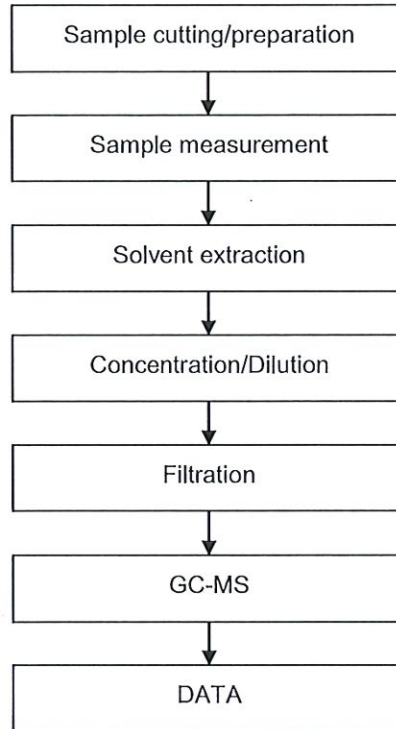 Sample cutting/preparation
Sample measurement
Solvent extraction
Concentration/Dilution
Filtration
GC-MS
DATA